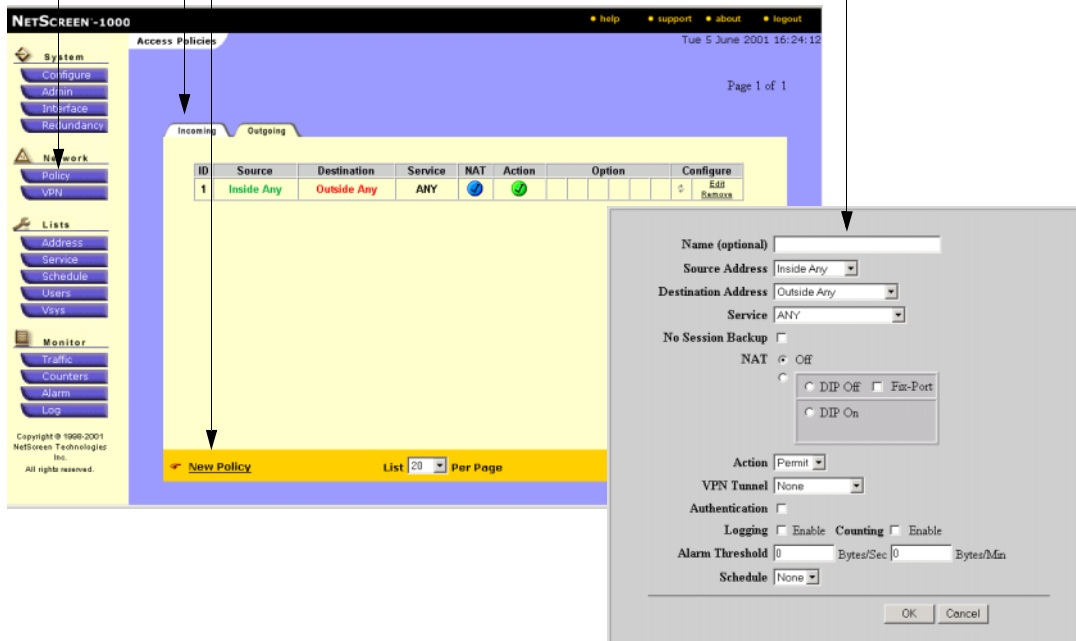 NETSCREEN-1000
help support about logout
Access Policies
Tue 5 June 2001 16:24:12
Page 1 of 1
System
Configure
Admin
Interface
Redundancy
Network
Policy
VPN
Lists
Address
Service
Schedule
Users
Vsys
Monitor
Traffic
Counters
Alarm
Log
Copyright © 1998-2001
NetScreen Technologies
Inc.
All rights reserved.
Incoming Outgoing
ID Source Destination Service NAT Action Option Configure
1 Inside Any Outside Any ANY Edit
Remove
New Policy List 20 Per Page
Name (optional)
Source Address Inside Any
Destination Address Outside Any
Service ANY
No Session Backup
NAT Off
DIP Off Fix-Port
DIP On
Action Permit
VPN Tunnel None
Authentication
Logging Enable Counting Enable
Alarm Threshold 0 Bytes/Sec 0 Bytes/Min
Schedule None
OK Cancel